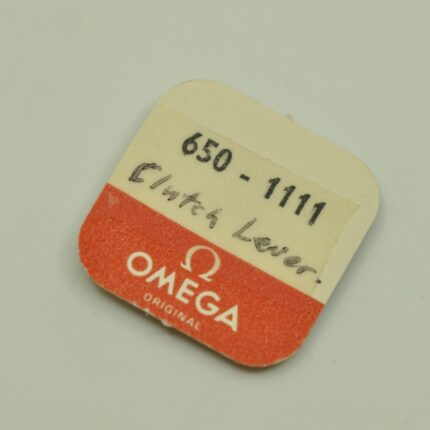 650 - 1111
Clutch Lever.
Ω
OMEGA
ORIGINAL